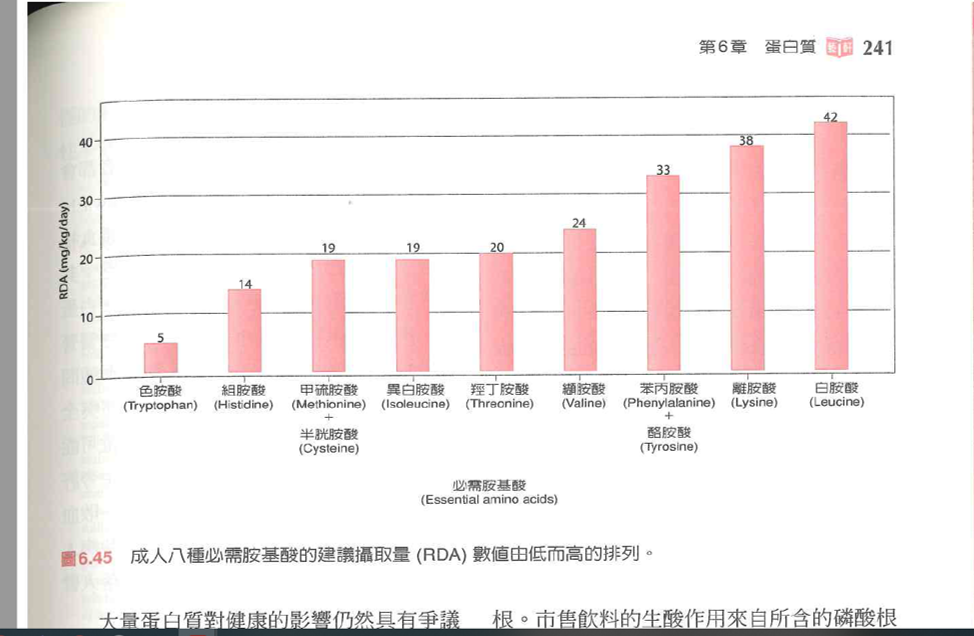 第6章 蛋白質 241
RDA (mg/kg/day)
40
30
20
10
0
5
14
19
19
20
24
33
38
42
色胺酸
(Tryptophan)
組胺酸
(Histidine)
甲硫胺酸
(Methionine)
+
半胱胺酸
(Cysteine)
異白胺酸
(Isoleucine)
羥丁胺酸
(Threonine)
纈胺酸
(Valine)
苯丙胺酸
(Phenylalanine)
+
酪胺酸
(Tyrosine)
離胺酸
(Lysine)
白胺酸
(Leucine)
必需胺基酸
(Essential amino acids)
圖6.45 成人八種必需胺基酸的建議攝取量 (RDA) 數值由低而高的排列。
大量蛋白質對健康的影響仍然具有爭議
根。市售飲料的生酸作用來自所含的磷酸根